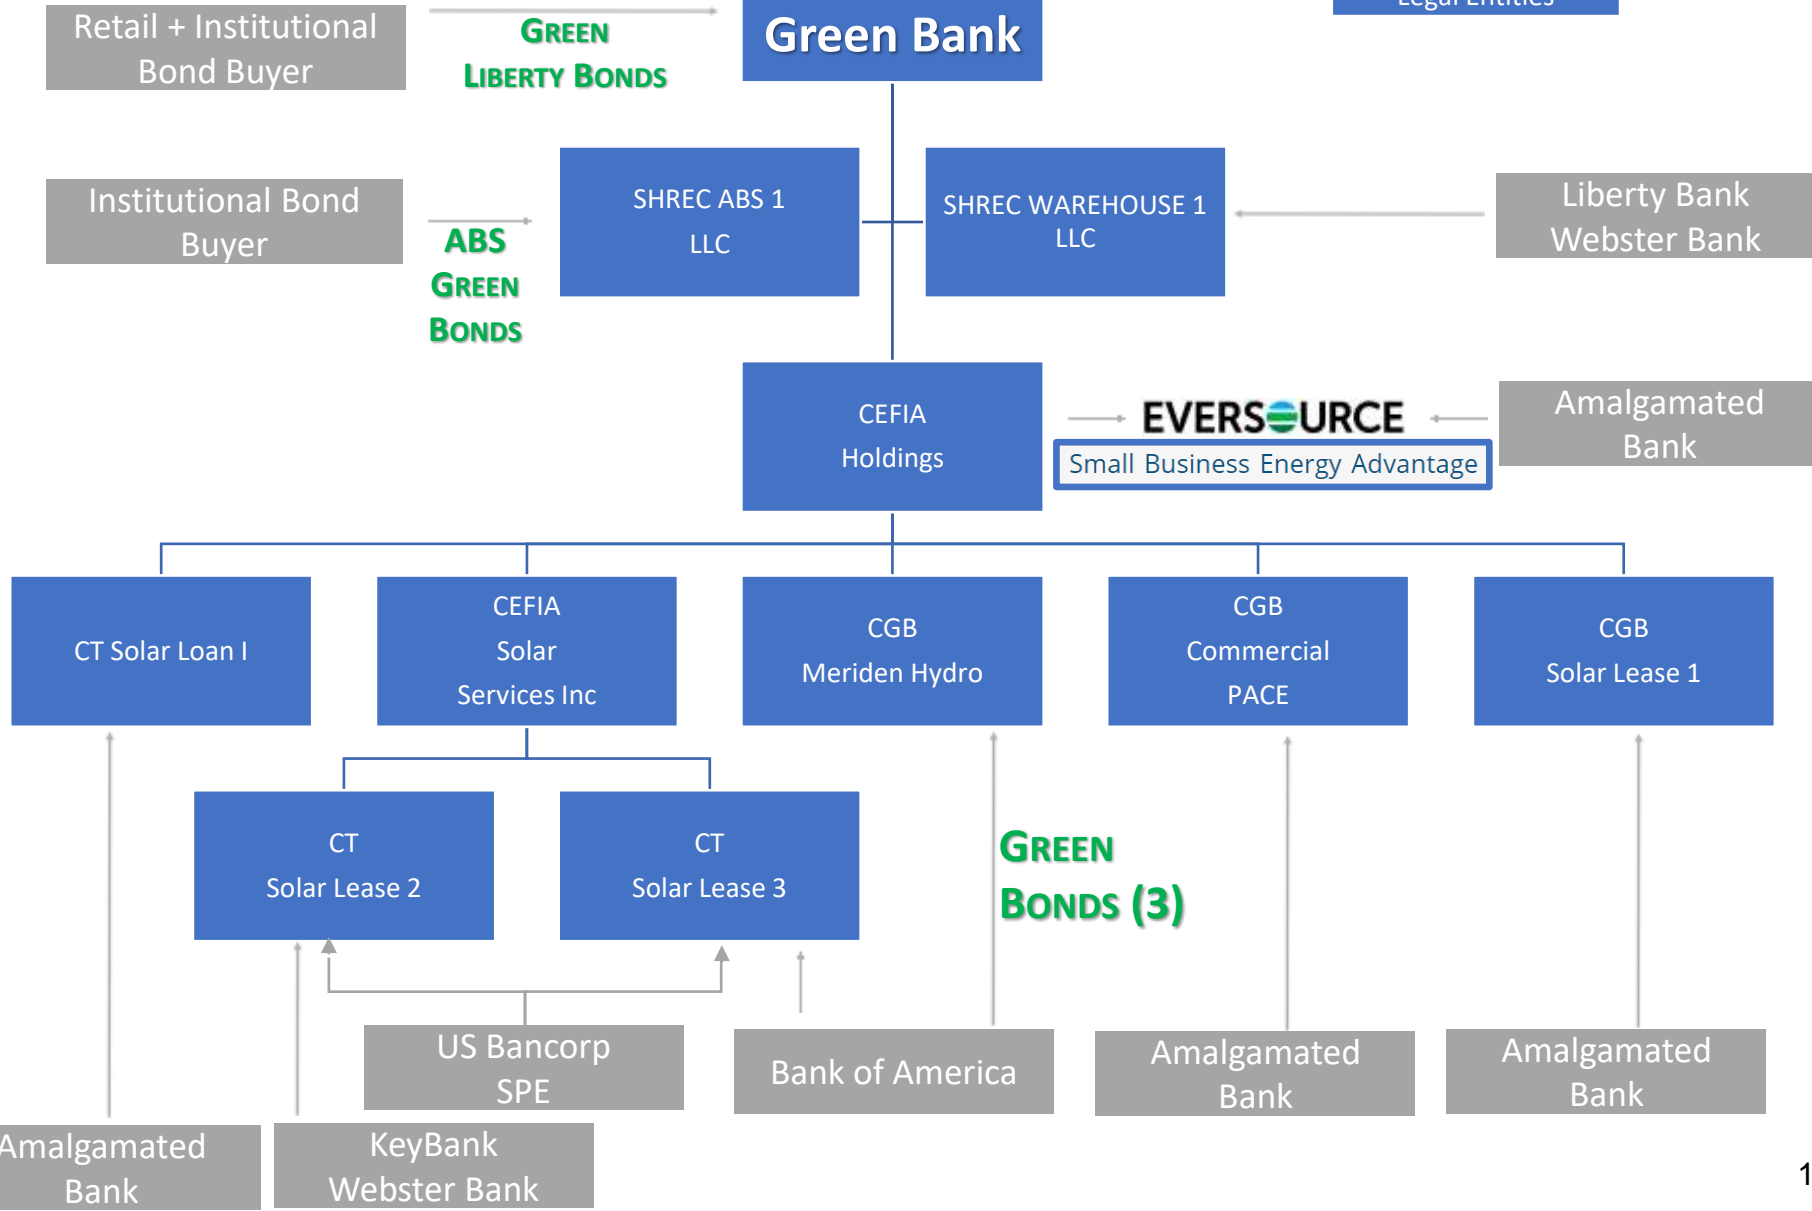 Legal Entities
Retail + Institutional
Bond Buyer
GREEN
LIBERTY BONDS
Green Bank
Institutional Bond
Buyer
ABS
GREEN
BONDS
SHREC ABS 1
LLC
SHREC WAREHOUSE 1
LLC
Liberty Bank
Webster Bank
CEFIA
Holdings
EVERSOURCE
Small Business Energy Advantage
Amalgamated
Bank
CT Solar Loan I
CEFIA
Solar
Services Inc
CGB
Meriden Hydro
CGB
Commercial
PACE
CGB
Solar Lease 1
CT
Solar Lease 2
CT
Solar Lease 3
GREEN
BONDS (3)
US Bancorp
SPE
Bank of America
Amalgamated
Bank
Amalgamated
Bank
Amalgamated
Bank
KeyBank
Webster Bank
1